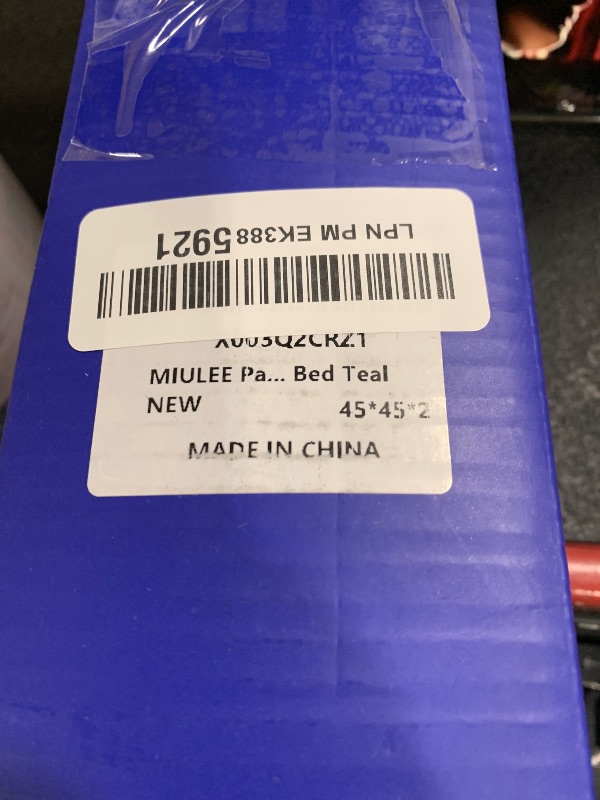 LPN PM EK3885921
X003Q2CRZ1
MIULEE Pa... Bed Teal
NEW 45*45*2
MADE IN CHINA